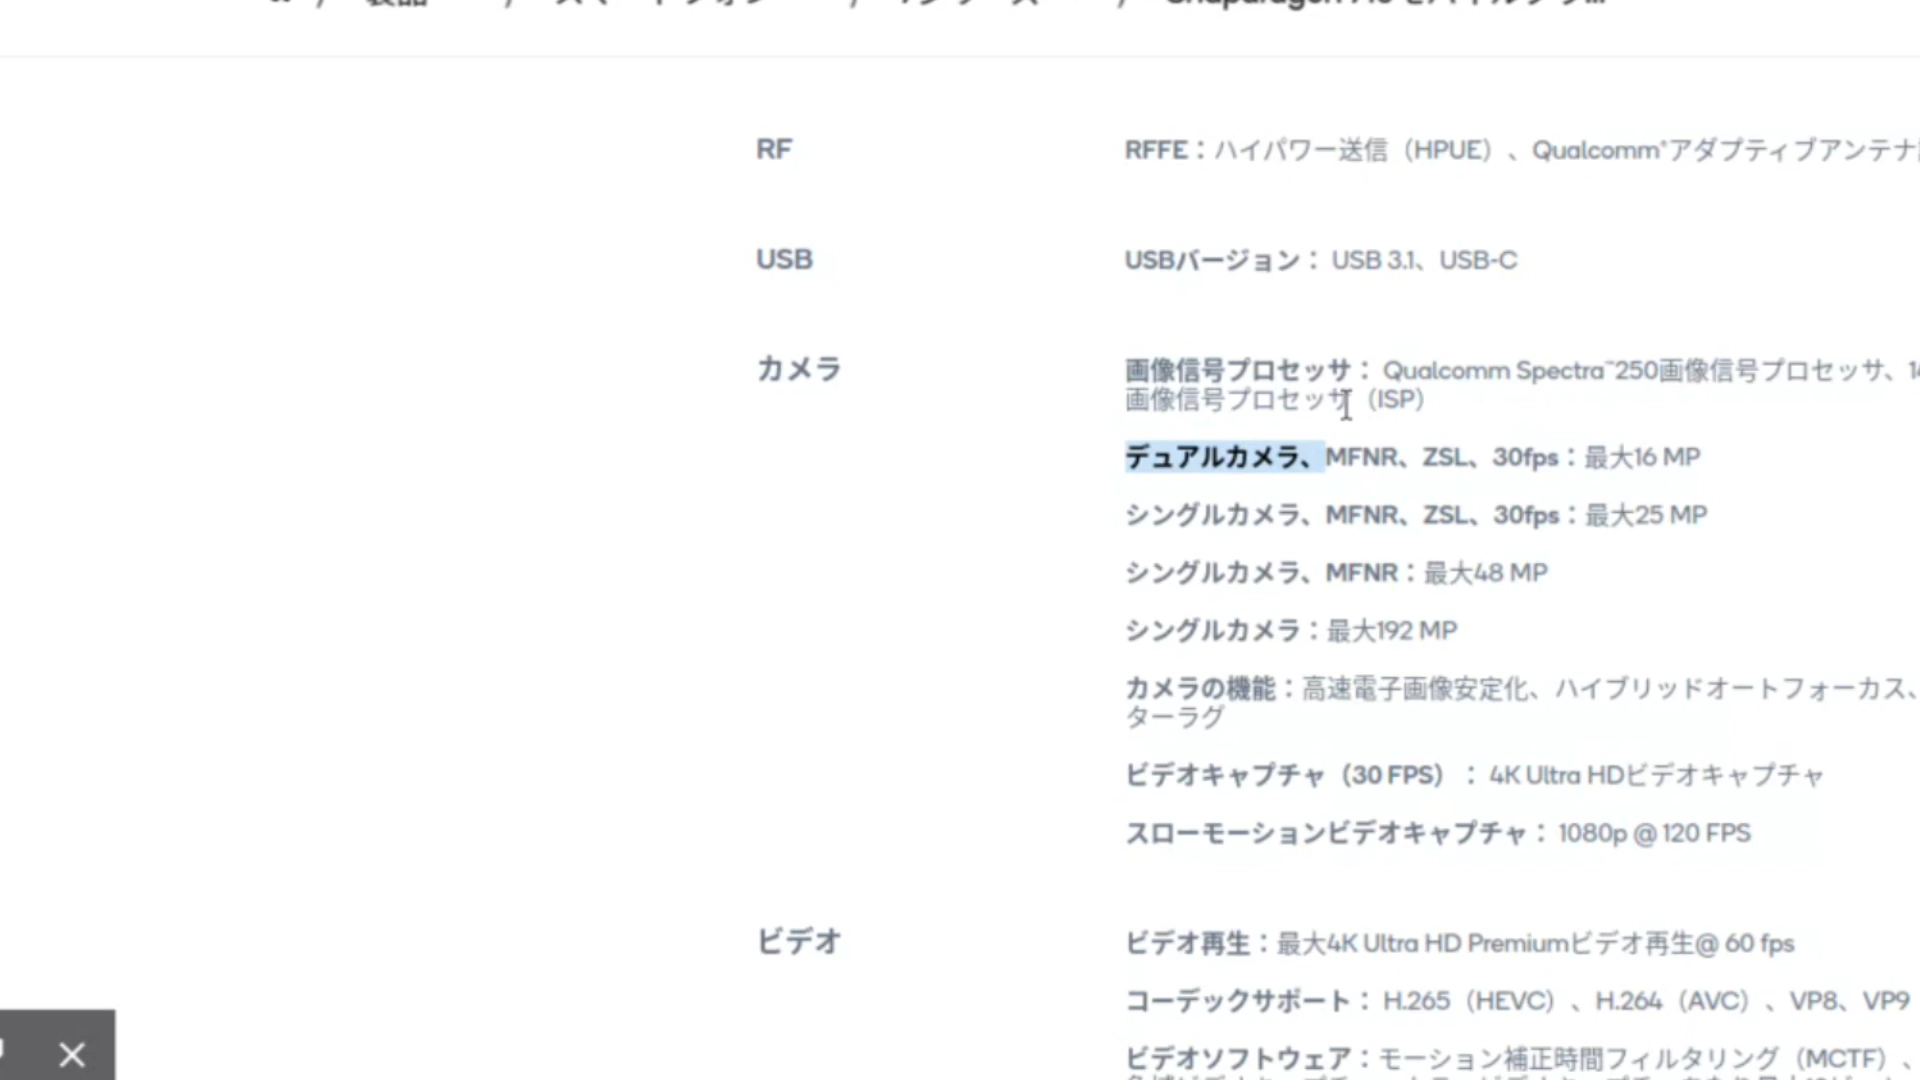 RF
RFFE：ハイパワー送信（HPUE）、Qualcomm®アダプティブアンテナ
USB
USBバージョン： USB 3.1、USB-C
カメラ
画像信号プロセッサ： Qualcomm Spectra™250画像信号プロセッサ、
画像信号プロセッサ（ISP）
デュアルカメラ、MFNR、ZSL、30fps：最大16 MP
シングルカメラ、MFNR、ZSL、30fps：最大25 MP
シングルカメラ、MFNR：最大48 MP
シングルカメラ：最大192 MP
カメラの機能：高速電子画像安定化、ハイブリッドオートフォーカス、
ターラグ
ビデオキャプチャ（30 FPS）： 4K Ultra HDビデオキャプチャ
スローモーションビデオキャプチャ： 1080p @ 120 FPS
ビデオ
ビデオ再生：最大4K Ultra HD Premiumビデオ再生@ 60 fps
コーデックサポート： H.265（HEVC）、H.264（AVC）、VP8、VP9
ビデオソフトウェア：モーション補正時間フィルタリング（MCTF）、